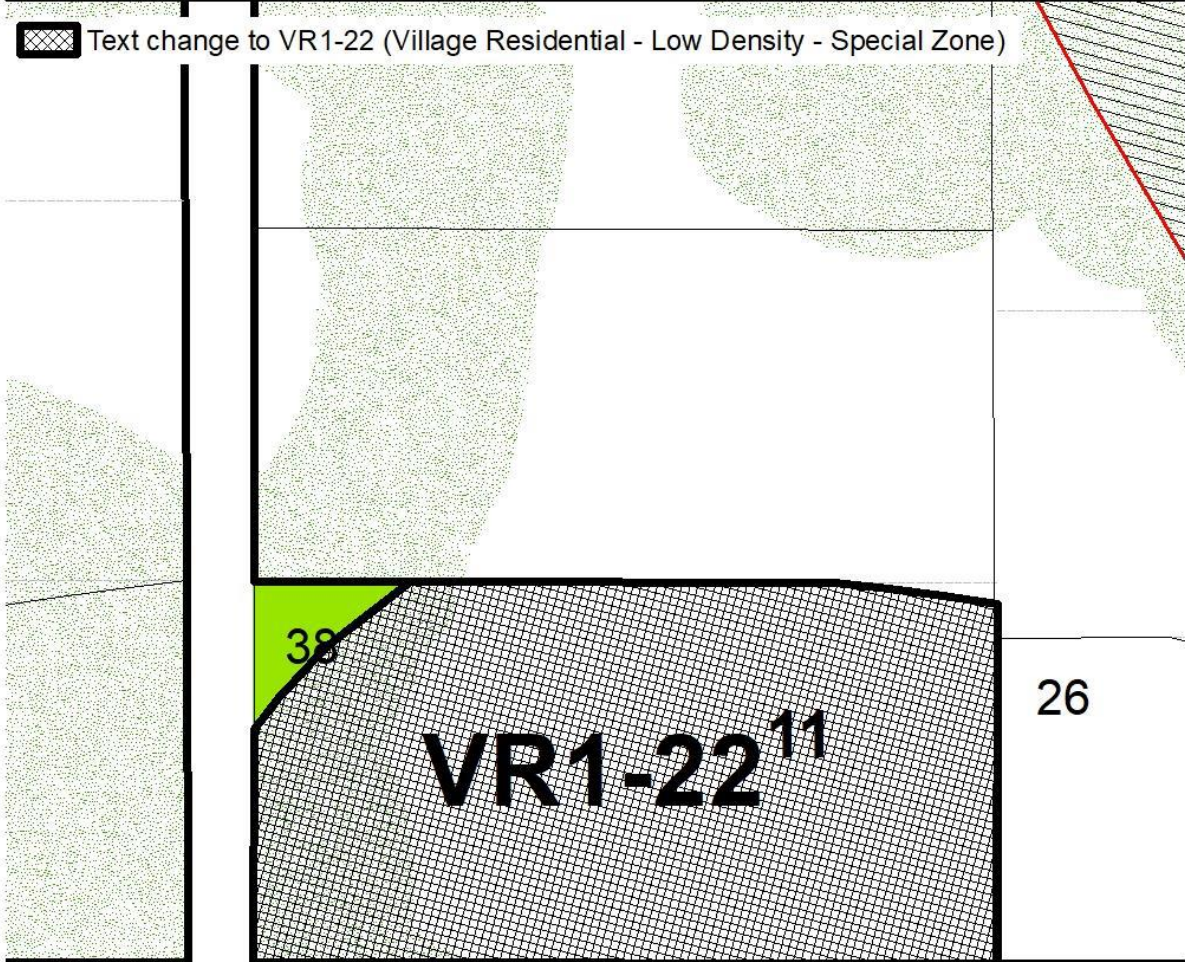 Text change to VR1-22 (Village Residential - Low Density - Special Zone)
38
26
VR1-22¹¹